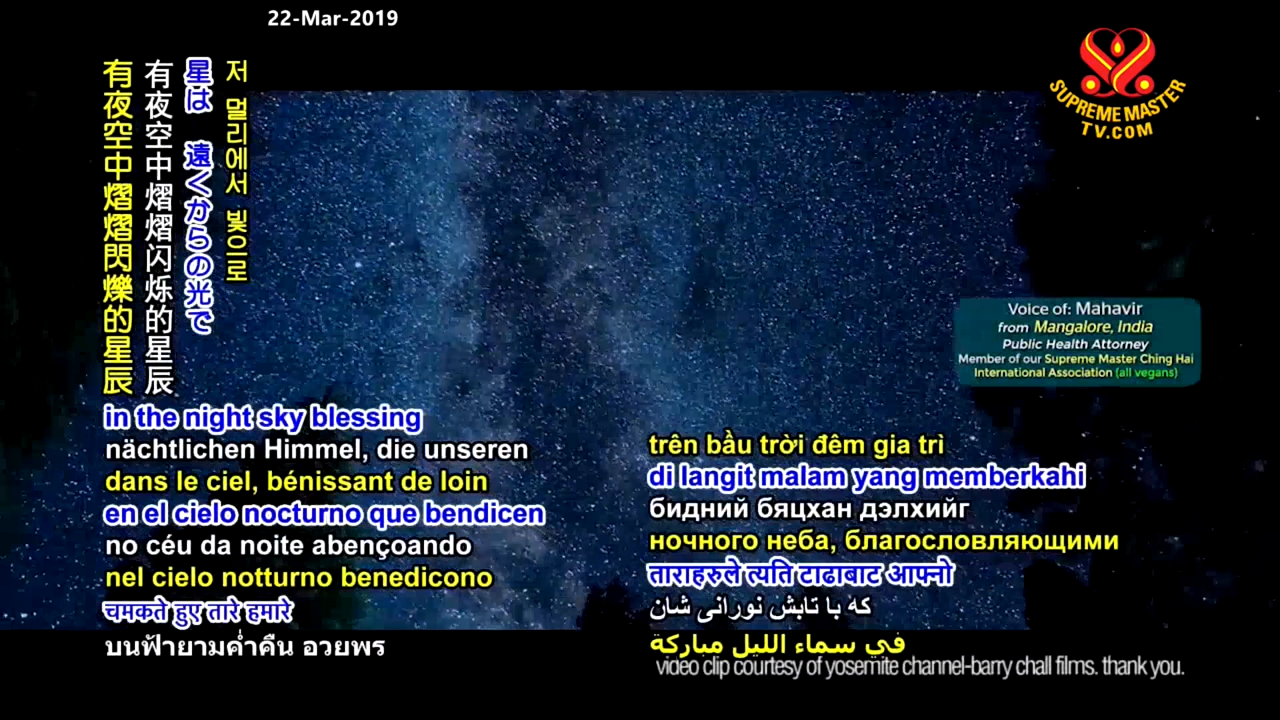 22-Mar-2019
SUPREME MASTER
TV.COM
有夜空中熠熠閃爍的星辰
有夜空中熠熠闪烁的星辰
星は 遠くからの光で
저 멀리에서 빛으로
Voice of: Mahavir
from Mangalore, India
Public Health Attorney
Member of our Supreme Master Ching Hai
International Association (all vegans)
in the night sky blessing
nächtlichen Himmel, die unseren
dans le ciel, bénissant de loin
en el cielo nocturno que bendicen
no céu da noite abençoando
nel cielo notturno benedicono
चमकते हुए तारे हमारे
บนฟ้ายามค่ำคืน อวยพร
trên bầu trời đêm gia trì
di langit malam yang memberkahi
бидний бяцхан дэлхийг
ночного неба, благословляющими
ताराहरुले त्यति टाढाबाट आफ्नो
که با تابش نورانی شان
في سماء الليل مباركة
video clip courtesy of yosemite channel-barry chall films. thank you.